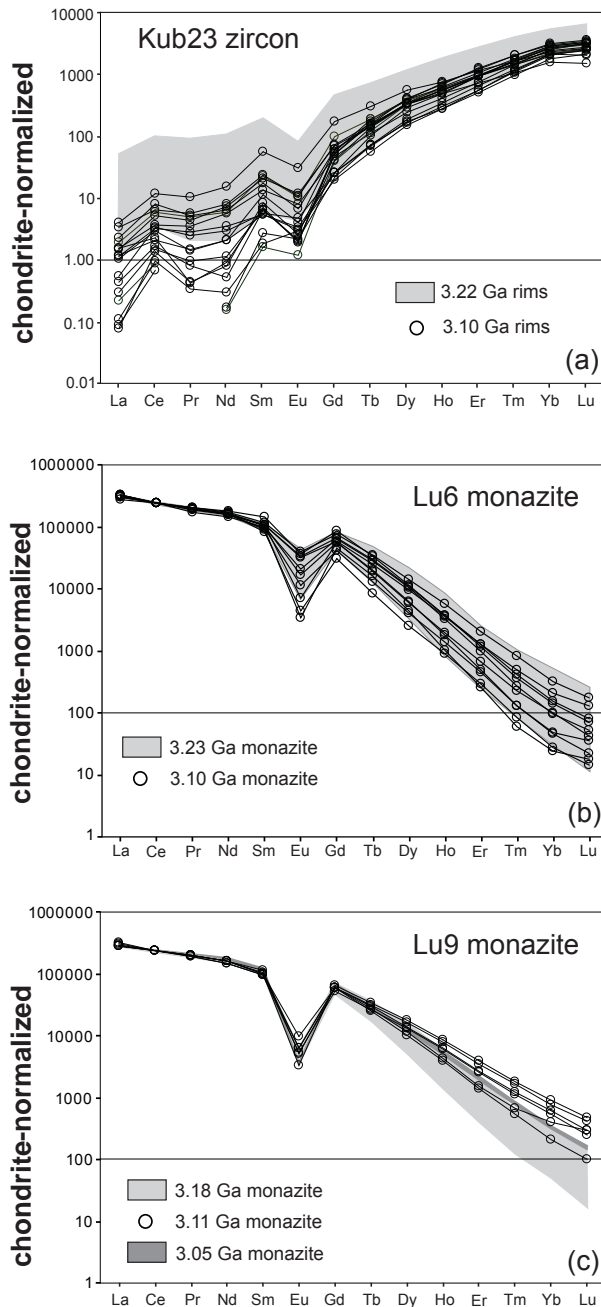 10000
Kub23 zircon
1000
100
10
1.00
0.10
0.01
chondrite-normalized
3.22 Ga rims
3.10 Ga rims
(a)
La Ce Pr Nd Sm Eu Gd Tb Dy Ho Er Tm Yb Lu
1000000
Lu6 monazite
100000
10000
1000
100
10
1
chondrite-normalized
3.23 Ga monazite
3.10 Ga monazite
(b)
La Ce Pr Nd Sm Eu Gd Tb Dy Ho Er Tm Yb Lu
1000000
Lu9 monazite
100000
10000
1000
100
10
1
chondrite-normalized
3.18 Ga monazite
3.11 Ga monazite
3.05 Ga monazite
(c)
La Ce Pr Nd Sm Eu Gd Tb Dy Ho Er Tm Yb Lu